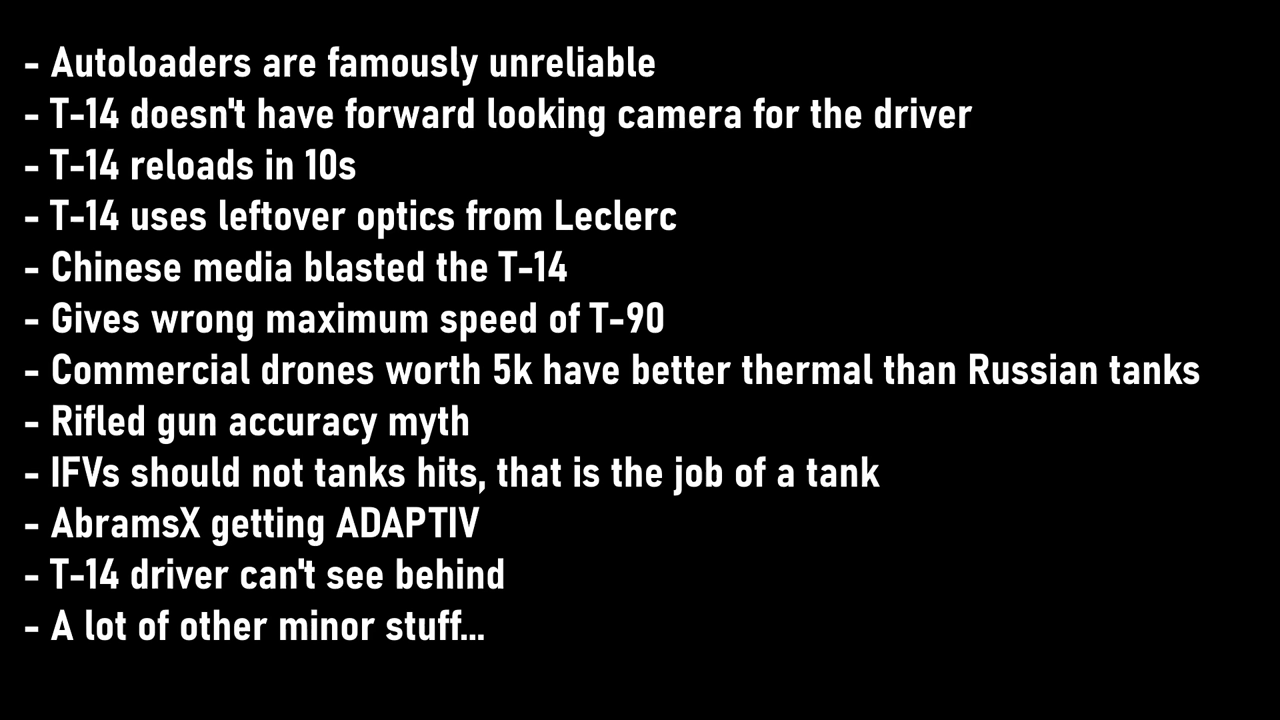 - Autoloaders are famously unreliable
- T-14 doesn't have forward looking camera for the driver
- T-14 reloads in 10s
- T-14 uses leftover optics from Leclerc
- Chinese media blasted the T-14
- Gives wrong maximum speed of T-90
- Commercial drones worth 5k have better thermal than Russian tanks
- Rifled gun accuracy myth
- IFVs should not tanks hits, that is the job of a tank
- AbramsX getting ADAPTIV
- T-14 driver can't see behind
- A lot of other minor stuff...